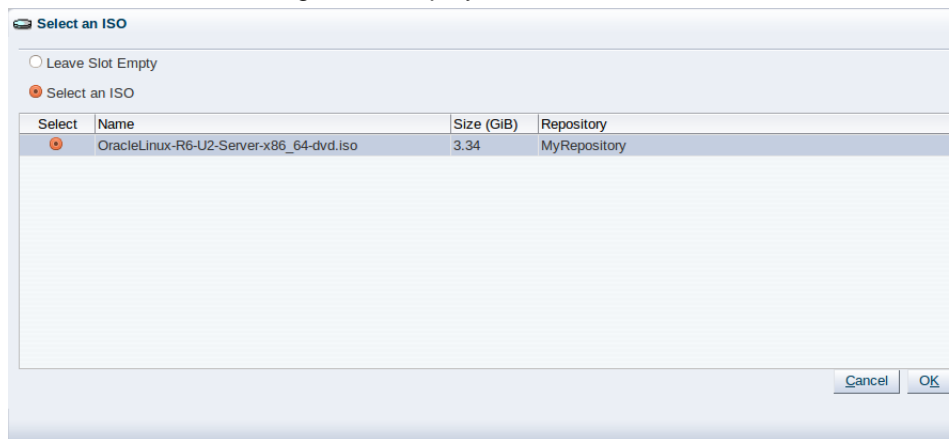 Select an ISO
Leave Slot Empty
Select an ISO
Select Name Size (GiB) Repository
OracleLinux-R6-U2-Server-x86_64-dvd.iso 3.34 MyRepository
Cancel OK